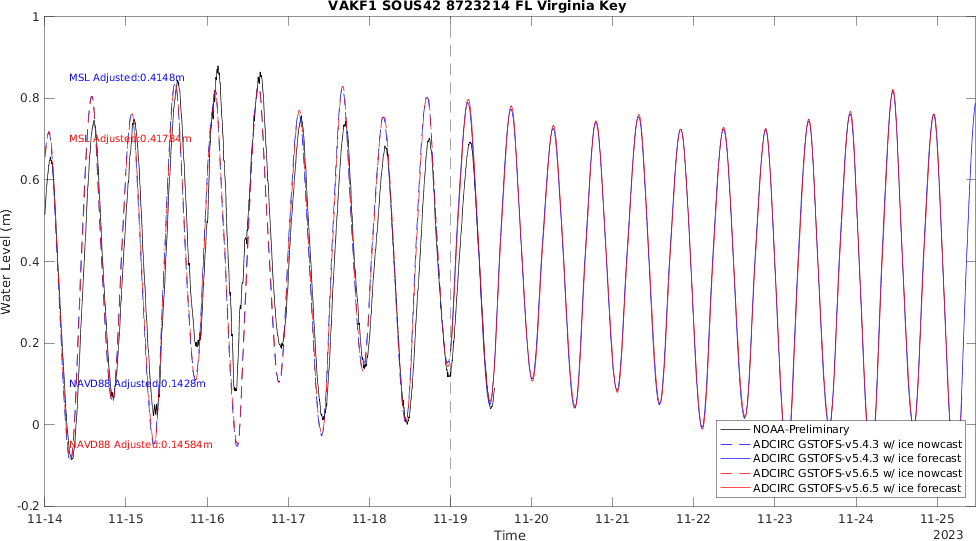 VAKF1 SOUS42 8723214 FL Virginia Key
1
0.8
0.6
0.4
0.2
0
-0.2
Water Level (m)
MSL Adjusted:0.4148m
MSL Adjusted:0.41784m
NAVD88 Adjusted:0.1428m
NAVD88 Adjusted:0.14584m
NOAA-Preliminary
ADCIRC GSTOFS-v5.4.3 w/ ice nowcast
ADCIRC GSTOFS-v5.4.3 w/ ice forecast
ADCIRC GSTOFS-v5.6.5 w/ ice nowcast
ADCIRC GSTOFS-v5.6.5 w/ ice forecast
11-14 11-15 11-16 11-17 11-18 11-19 11-20 11-21 11-22 11-23 11-24 11-25
Time
2023